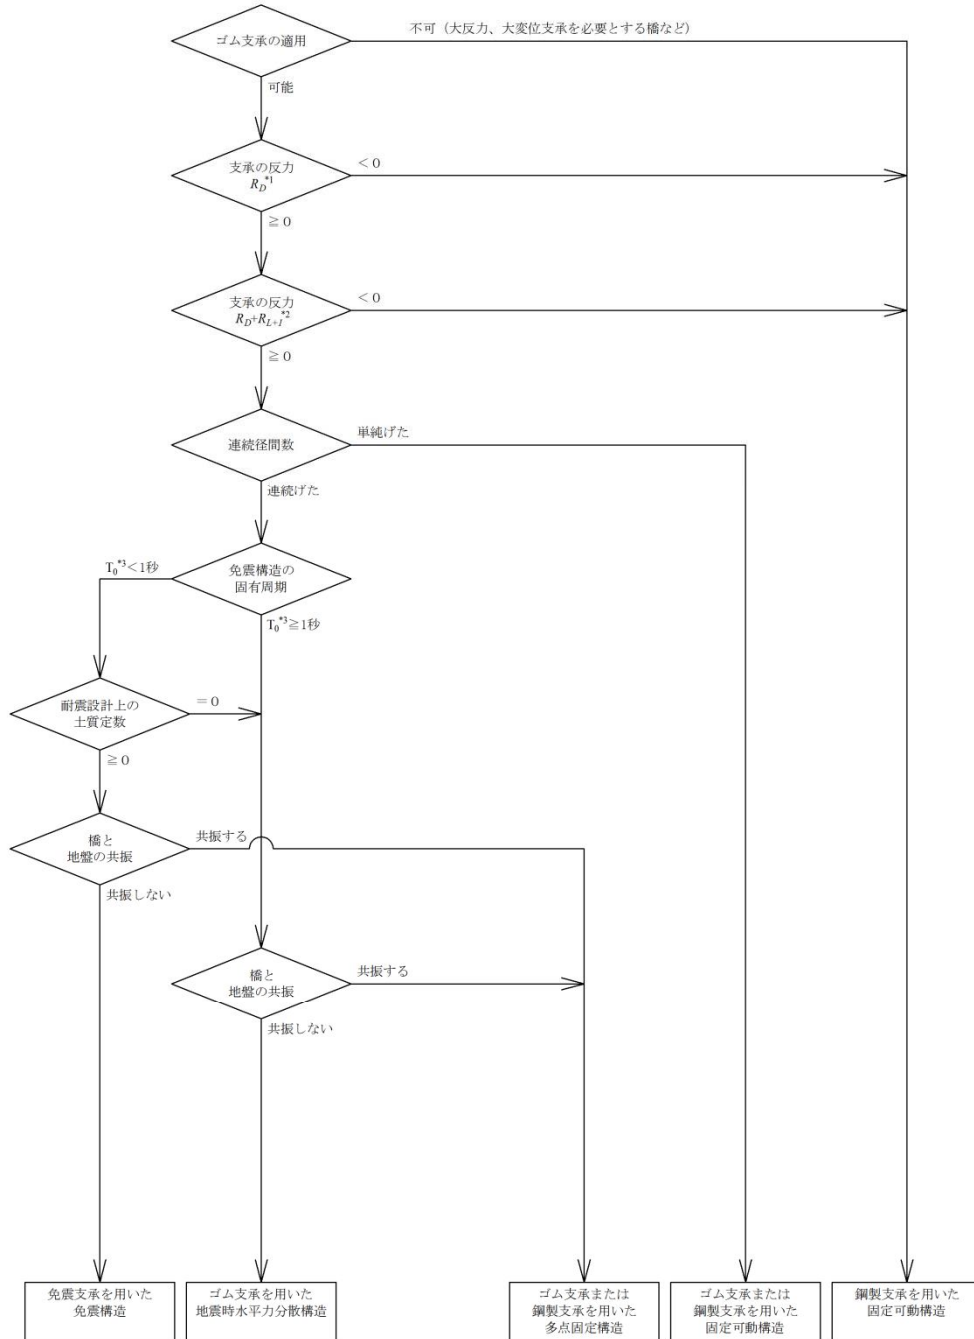 不可（大反力、大変位支承を必要とする橋など）
ゴム支承の適用
可能
支承の反力
R_D*1
＜０
≧０
支承の反力
R_D+R_{L+I}*2
＜０
≧０
連続径間数
単純げた
連続げた
免震構造の
固有周期
T_0*3＜1秒
T_0*3≧1秒
耐震設計上の
土質定数
＝０
≧０
橋と
地盤の共振
共振する
共振しない
橋と
地盤の共振
共振する
共振しない
免震支承を用いた
免震構造
ゴム支承を用いた
地震時水平力分散構造
ゴム支承または
鋼製支承を用いた
多点固定構造
ゴム支承または
鋼製支承を用いた
固定可動構造
鋼製支承を用いた
固定可動構造